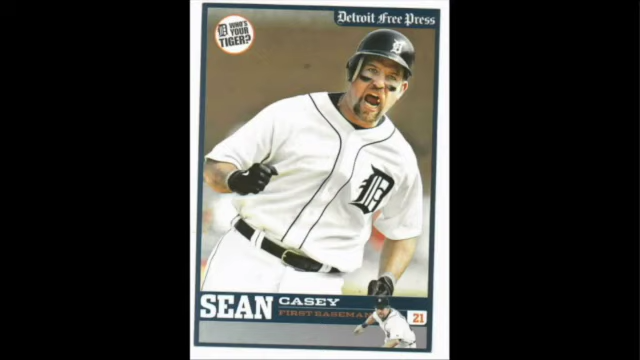 Detroit Free Press
WHO'S
YOUR
TIGER?
SEAN
CASEY
FIRST BASEMAN
21